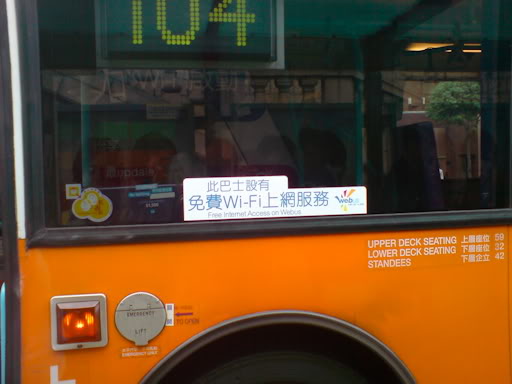 104
此巴士設有
免費Wi-Fi上網服務
Free Internet Access on Webus
webus
UPPER DECK SEATING 上層座位 59
LOWER DECK SEATING 下層座位 32
STANDEES 下層企立 42
EMERGENCY
LIFT
TO OPEN
EMERGENCY ONLY